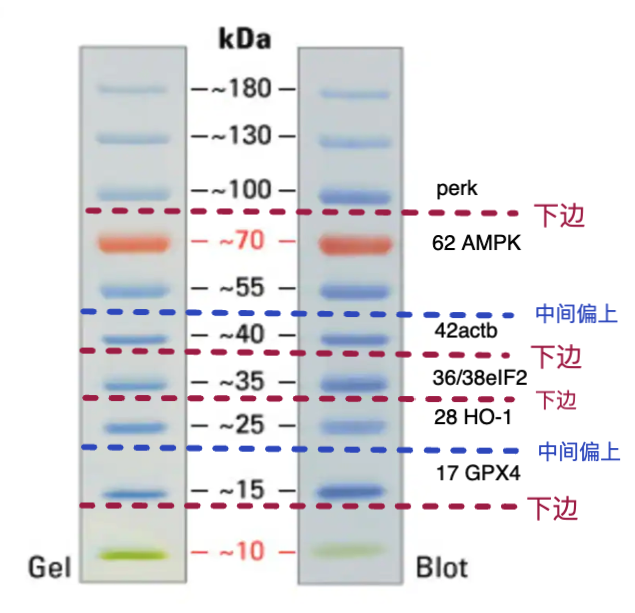 kDa
~180
~130
~100
perk
下边
~70
62 AMPK
~55
中间偏上
42actb
~40
下边
~35
36/38eIF2
下边
28 HO-1
~25
中间偏上
17 GPX4
~15
下边
~10
Gel
Blot